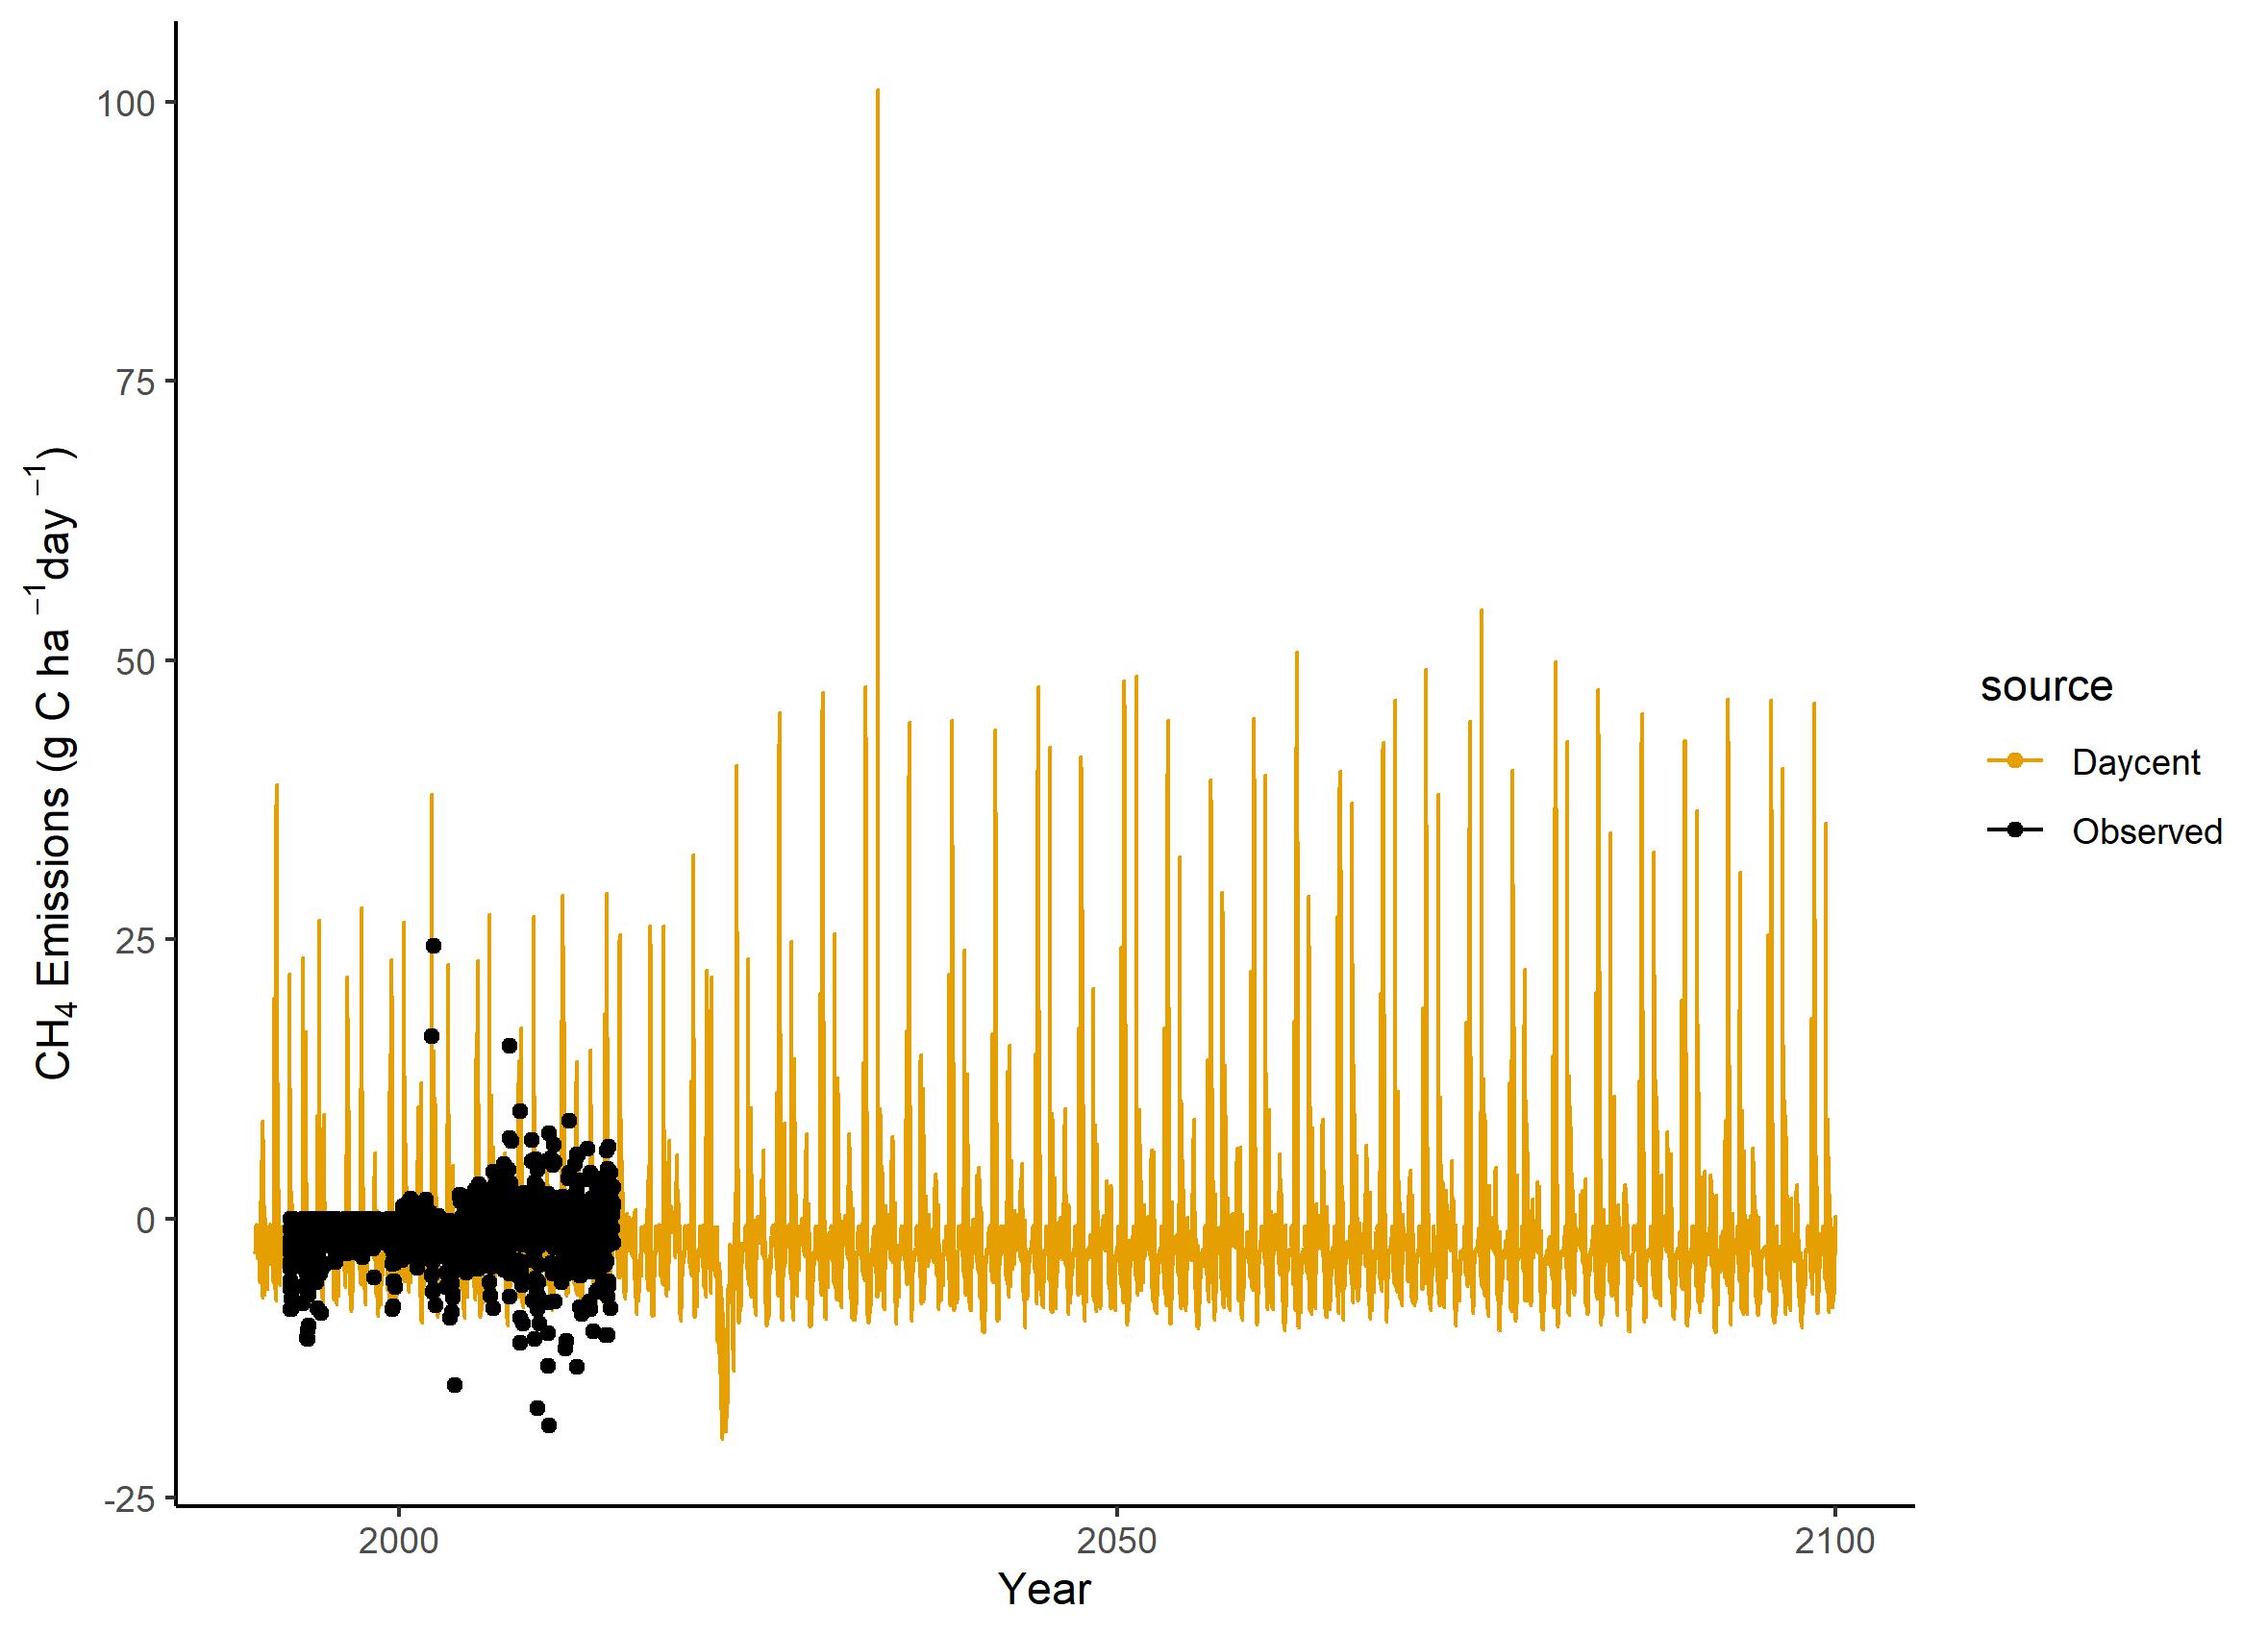 CH₄ Emissions (g C ha ⁻¹day ⁻¹)
100
75
50
25
0
-25
2000
2050
2100
Year
source
Daycent
Observed